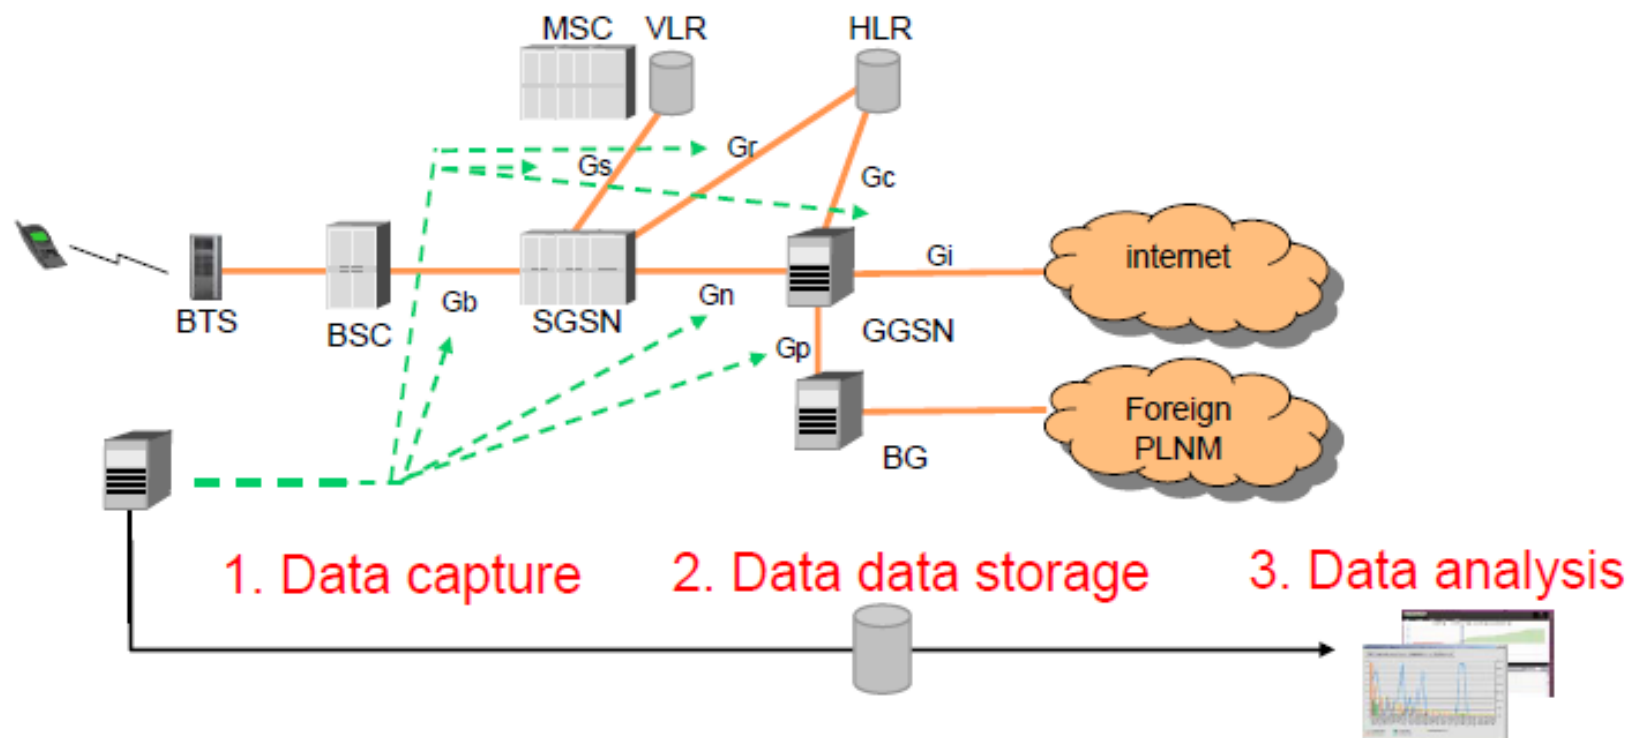 MSC VLR HLR
Gs Gr Gc
Gi internet
Gb Gn
BTS BSC SGSN GGSN
Gp
Foreign
PLNM
BG
1. Data capture 2. Data data storage 3. Data analysis